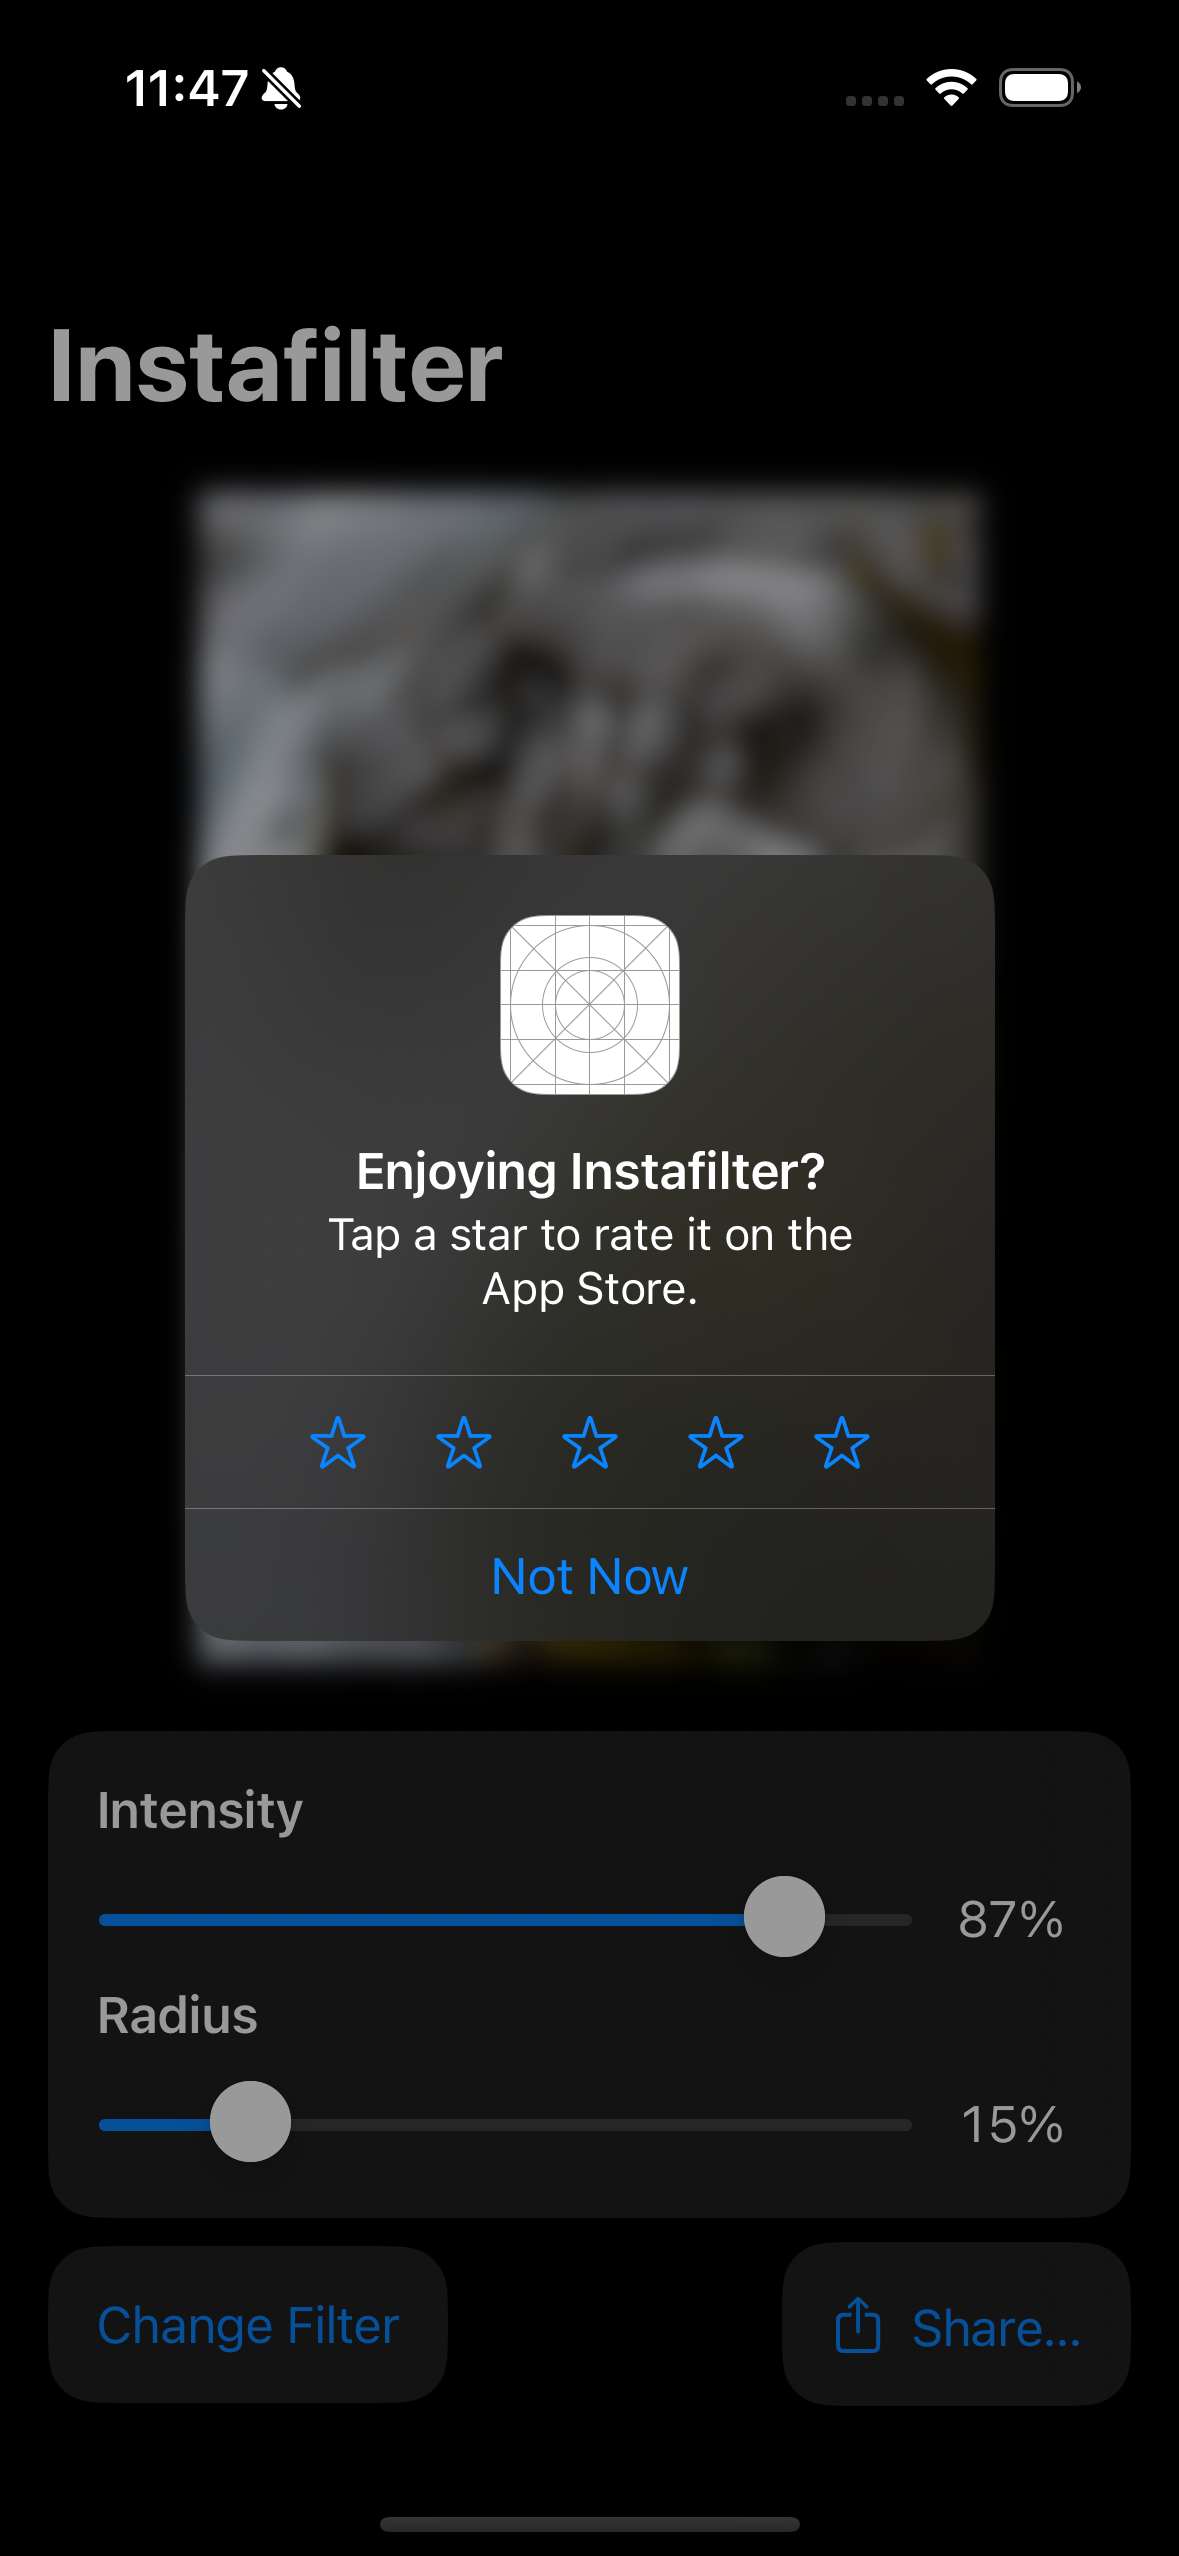 11:47
Instafilter
Enjoying Instafilter?
Tap a star to rate it on the
App Store.
Not Now
Intensity
87%
Radius
15%
Change Filter
Share...